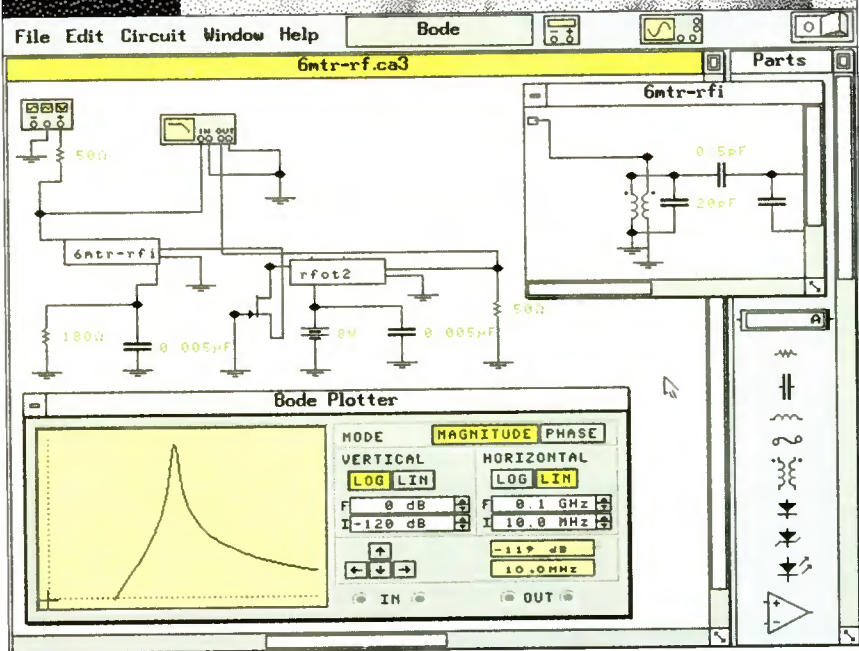 File Edit Circuit Window Help
Bode
6mtr-rf.ca3
Parts
6mtr-rfi
IN OUT
50Ω
0.5pF
20pF
6mtr-rfi
rfot2
50Ω
180Ω
0.005µF
8V
0.005µF
A
Bode Plotter
MODE MAGNITUDE PHASE
VERTICAL HORIZONTAL
LOG LIN LOG LIN
F 0 dB F 0.1 GHz
I -120 dB I 10.0 MHz
-119 dB
10.0MHz
IN OUT